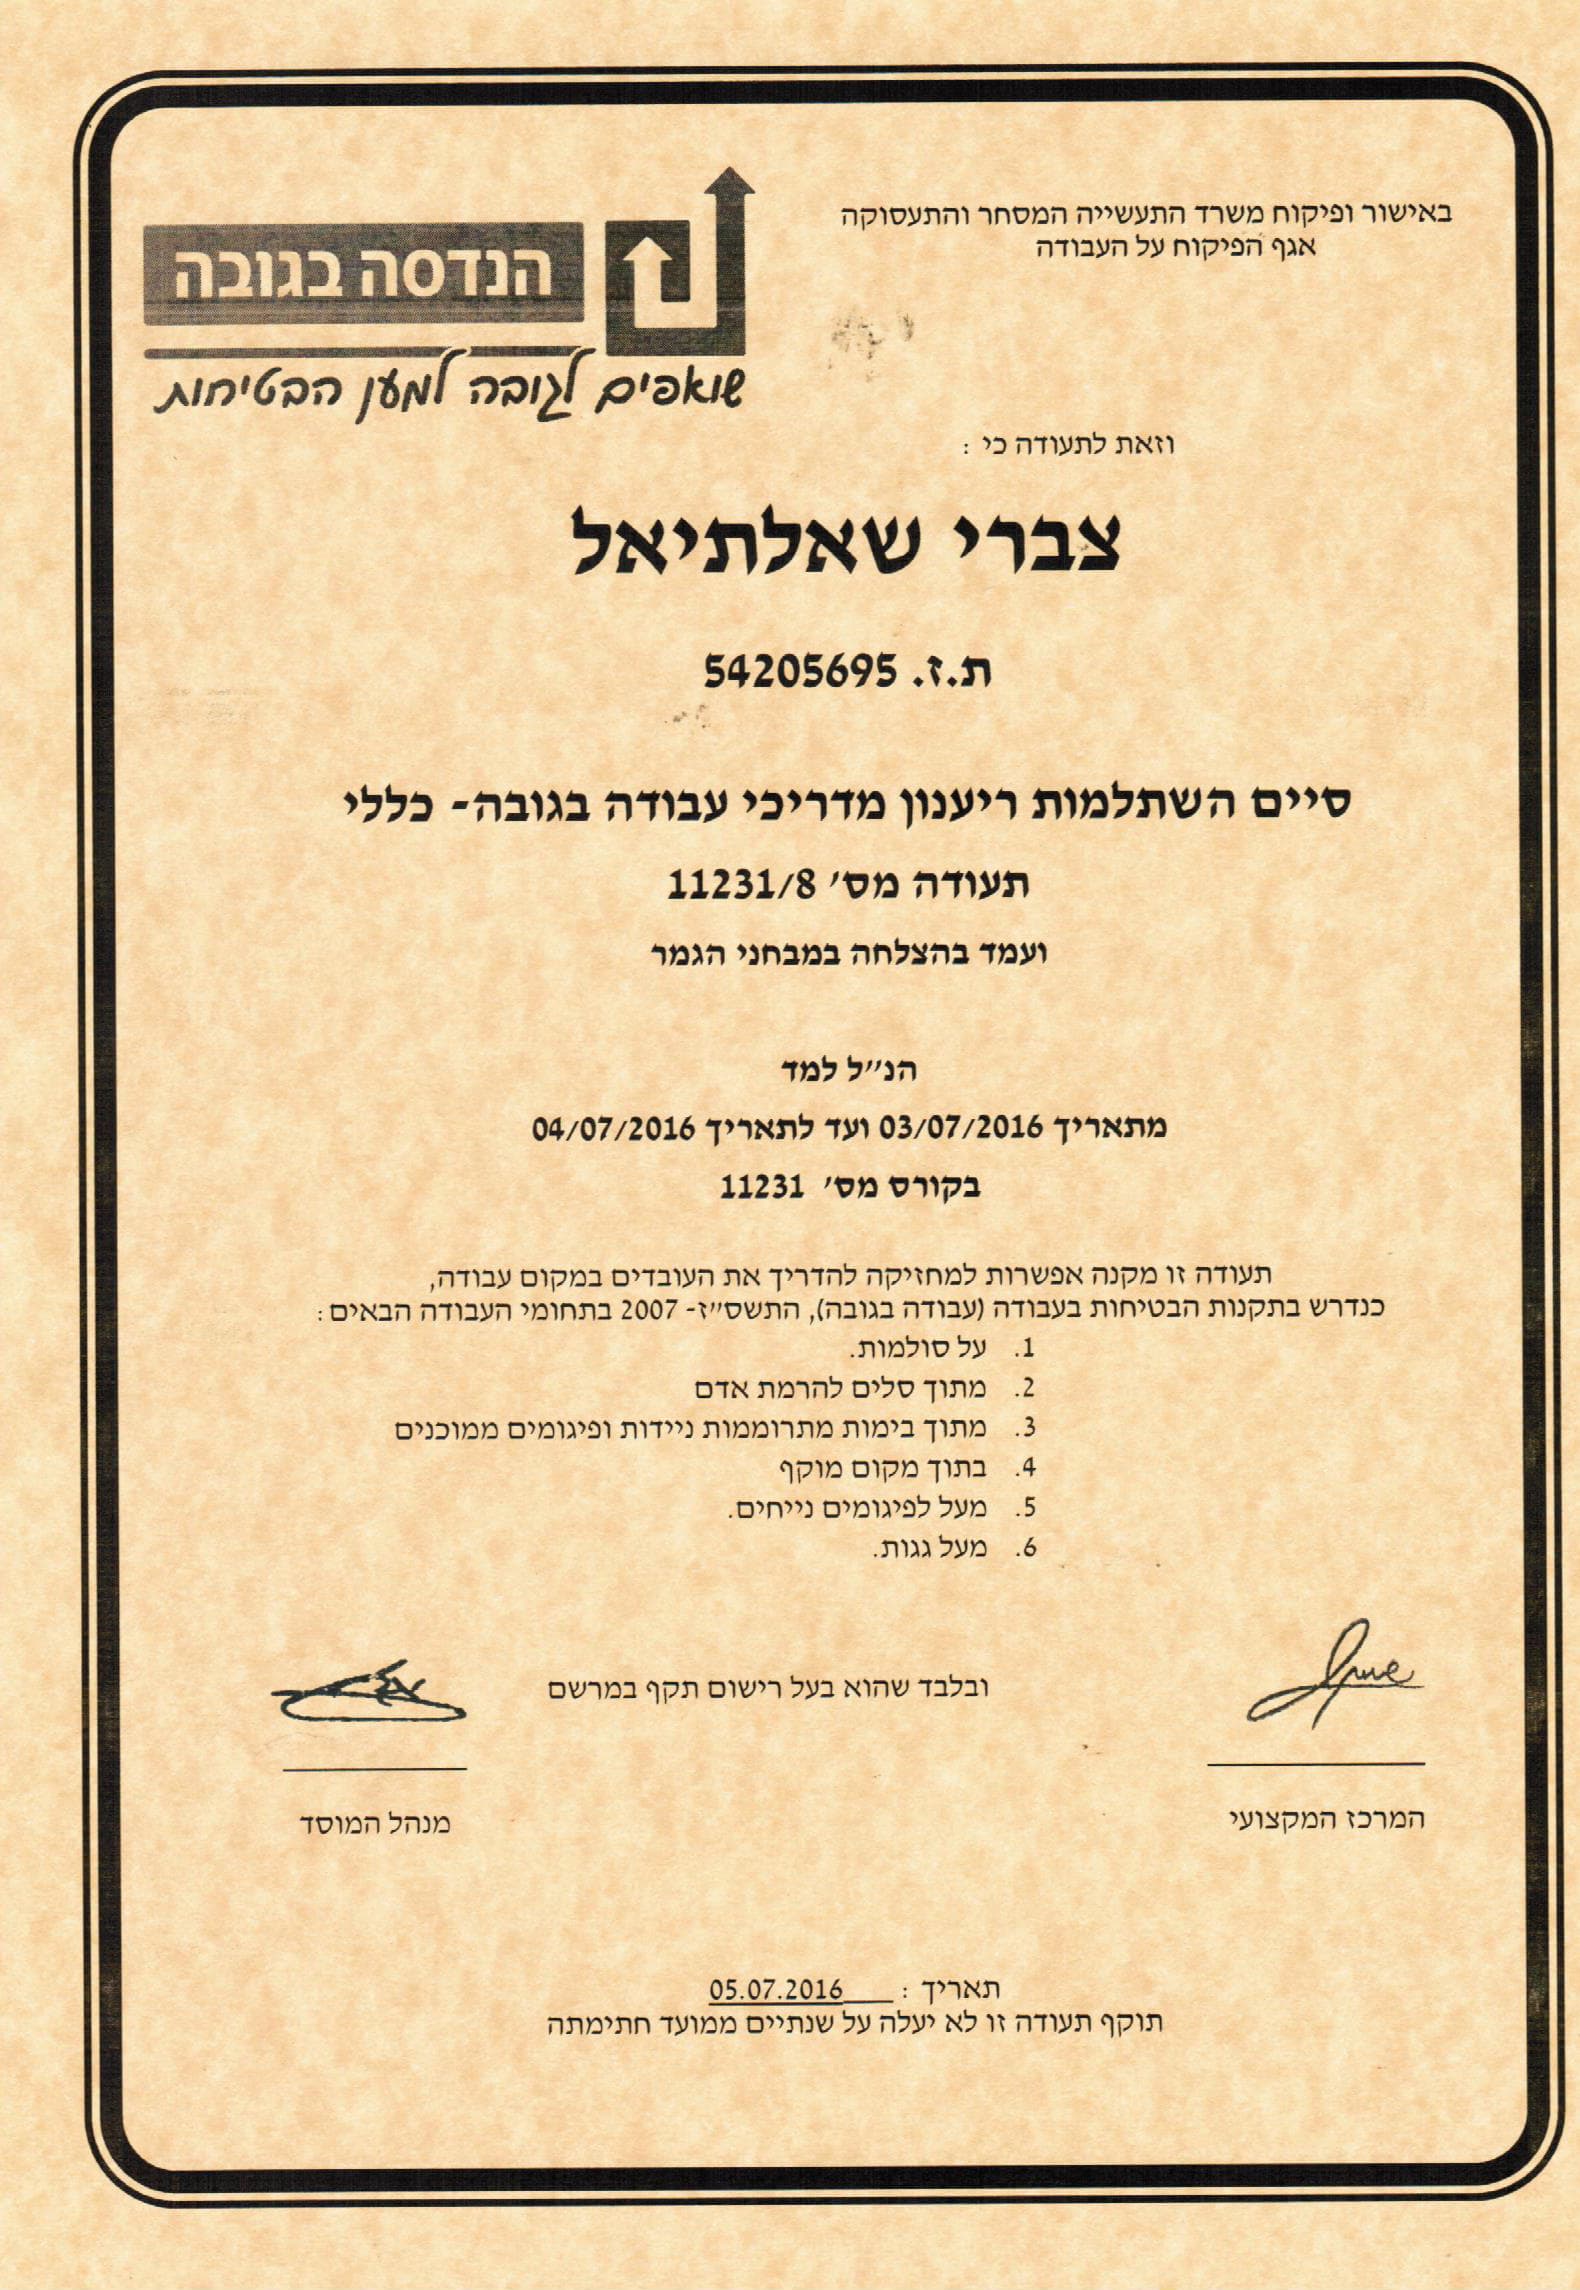 באישור ופיקוח משרד התעשייה המסחר והתעסוקה
אגף הפיקוח על העבודה
הנדסה בגובה
שואפים לגובה למען הבטיחות
וזאת לתעודה כי :
צברי שאלתיאל
ת.ז. 54205695
סיים השתלמות ריענון מדריכי עבודה בגובה- כללי
תעודה מס' 11231/8
ועמד בהצלחה במבחני הגמר
הנ"ל למד
מתאריך 03/07/2016 ועד לתאריך 04/07/2016
בקורס מס' 11231
תעודה זו מקנה אפשרות למחזיקה להדריך את העובדים במקום עבודה,
כנדרש בתקנות הבטיחות בעבודה (עבודה בגובה), התשס"ז- 2007 בתחומי העבודה הבאים :
1. על סולמות.
2. מתוך סלים להרמת אדם
3. מתוך בימות מתרוממות ניידות ופיגומים ממוכנים
4. בתוך מקום מוקף
5. מעל לפיגומים נייחים.
6. מעל גגות.
ובלבד שהוא בעל רישום תקף במרשם
המרכז המקצועי
מנהל המוסד
תאריך : ___05.07.2016
תוקף תעודה זו לא יעלה על שנתיים ממועד חתימתה